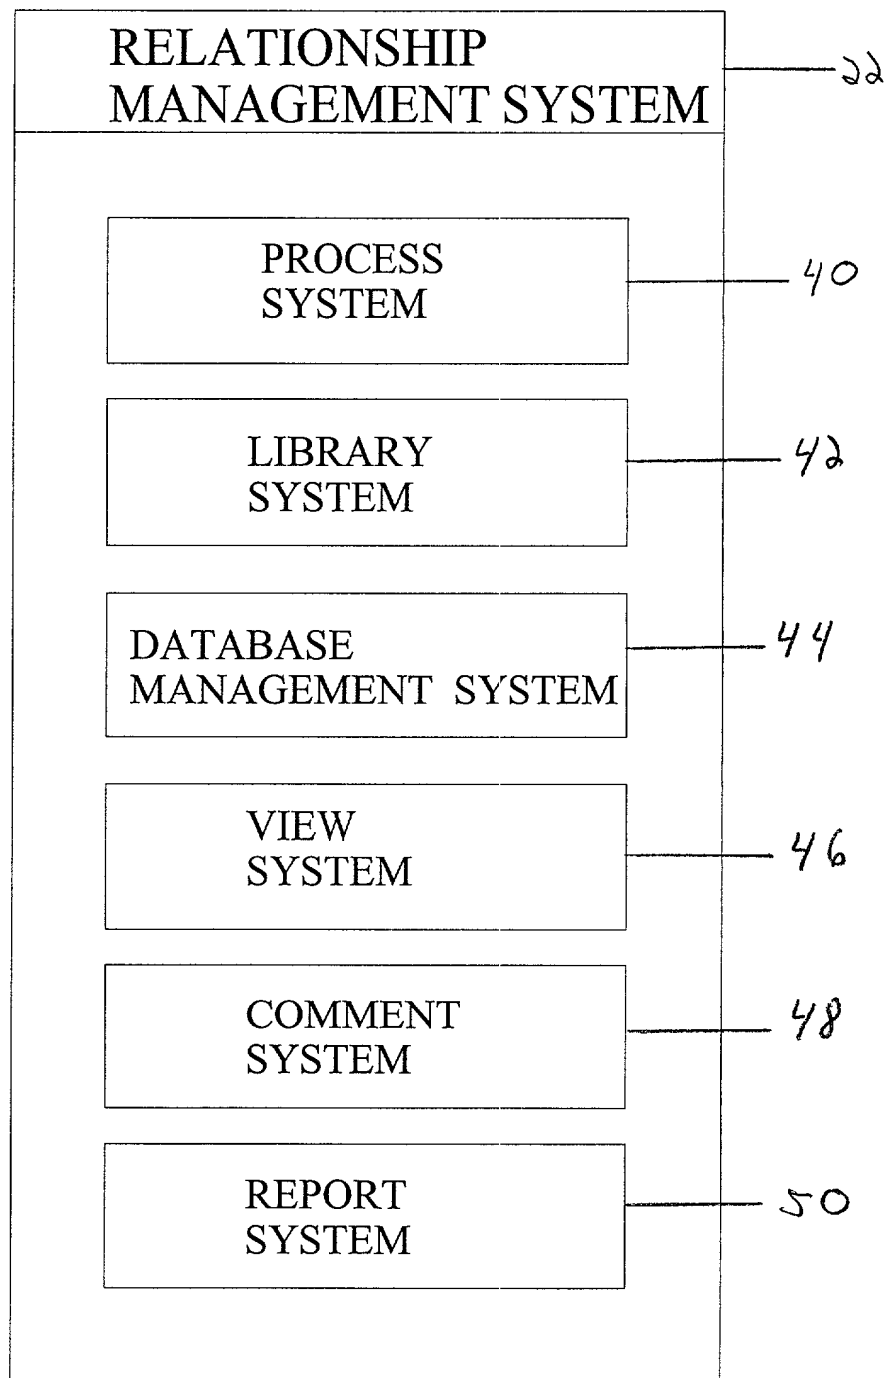 RELATIONSHIP
MANAGEMENT SYSTEM
22
PROCESS
SYSTEM
40
LIBRARY
SYSTEM
42
DATABASE
MANAGEMENT SYSTEM
44
VIEW
SYSTEM
46
COMMENT
SYSTEM
48
REPORT
SYSTEM
50